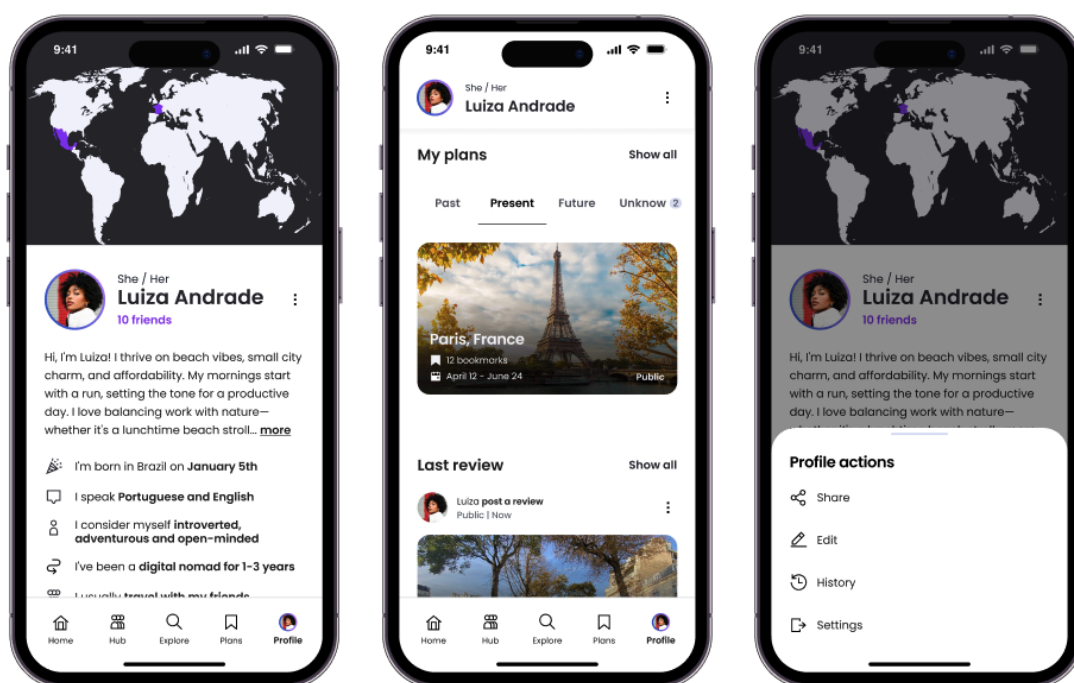 9:41
She / Her
Luiza Andrade
10 friends
Hi, I'm Luiza! I thrive on beach vibes, small city
charm, and affordability. My mornings start
with a run, setting the tone for a productive
day. I love balancing work with nature—
whether it's a lunchtime beach stroll... more
I'm born in Brazil on January 5th
I speak Portuguese and English
I consider myself introverted,
adventurous and open-minded
I've been a digital nomad for 1-3 years
I usually travel with my friends
Home
Hub
Explore
Plans
Profile
9:41
She / Her
Luiza Andrade
My plans
Show all
Past
Present
Future
Unknow 2
Paris, France
12 bookmarks
April 12 - June 24
Public
Last review
Show all
Luiza post a review
Public | Now
Home
Hub
Explore
Plans
Profile
9:41
She / Her
Luiza Andrade
10 friends
Hi, I'm Luiza! I thrive on beach vibes, small city
charm, and affordability. My mornings start
with a run, setting the tone for a productive
day. I love balancing work with nature—
Profile actions
Share
Edit
History
Settings